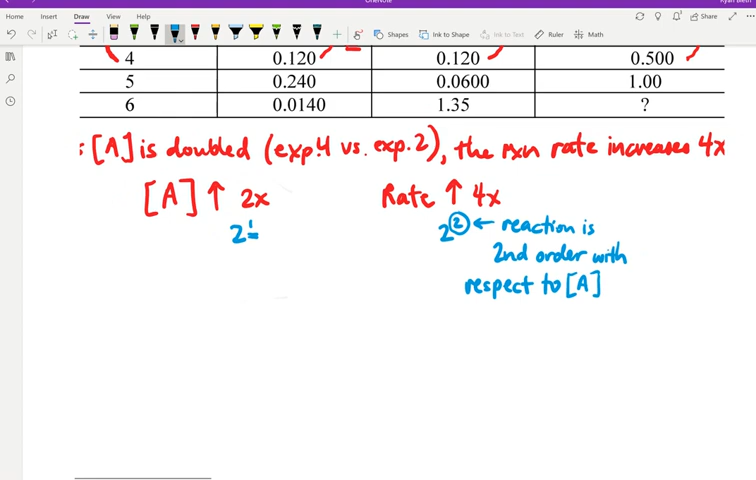 OneNote
Ryan Beth
Home Insert Draw View Share
Shapes Ink to Shape Ink to Text Ruler Math
4 0.120 0.120 0.500
5 0.240 0.0600 1.00
6 0.0140 1.35 ?
[A] is doubled (exp.4 vs. exp.2), the rxn rate increases 4x
[A] ↑ 2x Rate ↑ 4x
2¹ 2² ← reaction is
2nd order with
respect to [A]